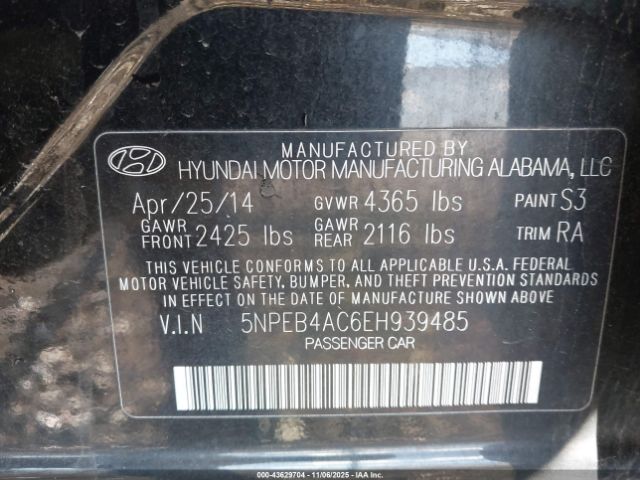 MANUFACTURED BY
HYUNDAI MOTOR MANUFACTURING ALABAMA, LLC
Apr/25/14 GVWR 4365 lbs PAINT S3
GAWR FRONT 2425 lbs GAWR REAR 2116 lbs TRIM RA
THIS VEHICLE CONFORMS TO ALL APPLICABLE U.S.A. FEDERAL
MOTOR VEHICLE SAFETY, BUMPER, AND THEFT PREVENTION STANDARDS
IN EFFECT ON THE DATE OF MANUFACTURE SHOWN ABOVE
V.I.N 5NPEB4AC6EH939485
PASSENGER CAR
000-43629704 - 11/06/2025 - IAAI Inc.